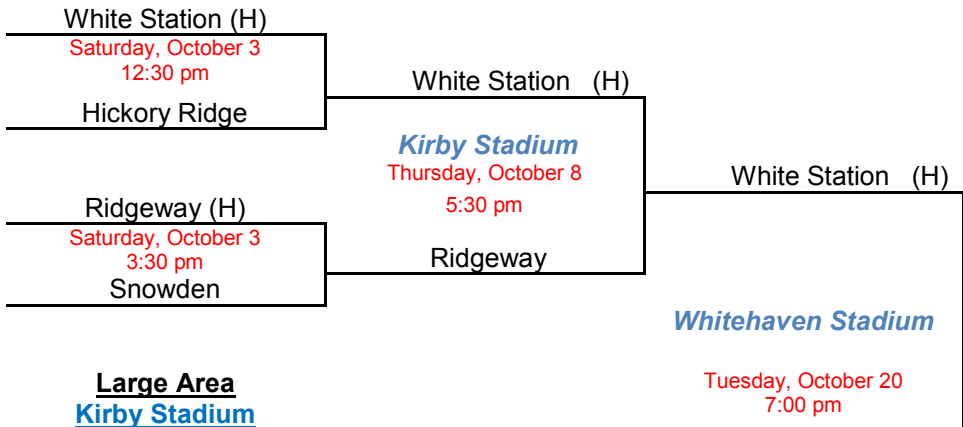 White Station (H)
Saturday, October 3
12:30 pm
Hickory Ridge
White Station (H)
Kirby Stadium
Thursday, October 8
5:30 pm
White Station (H)
Ridgeway (H)
Saturday, October 3
3:30 pm
Snowden
Ridgeway
Whitehaven Stadium
Tuesday, October 20
7:00 pm
Large Area
Kirby Stadium